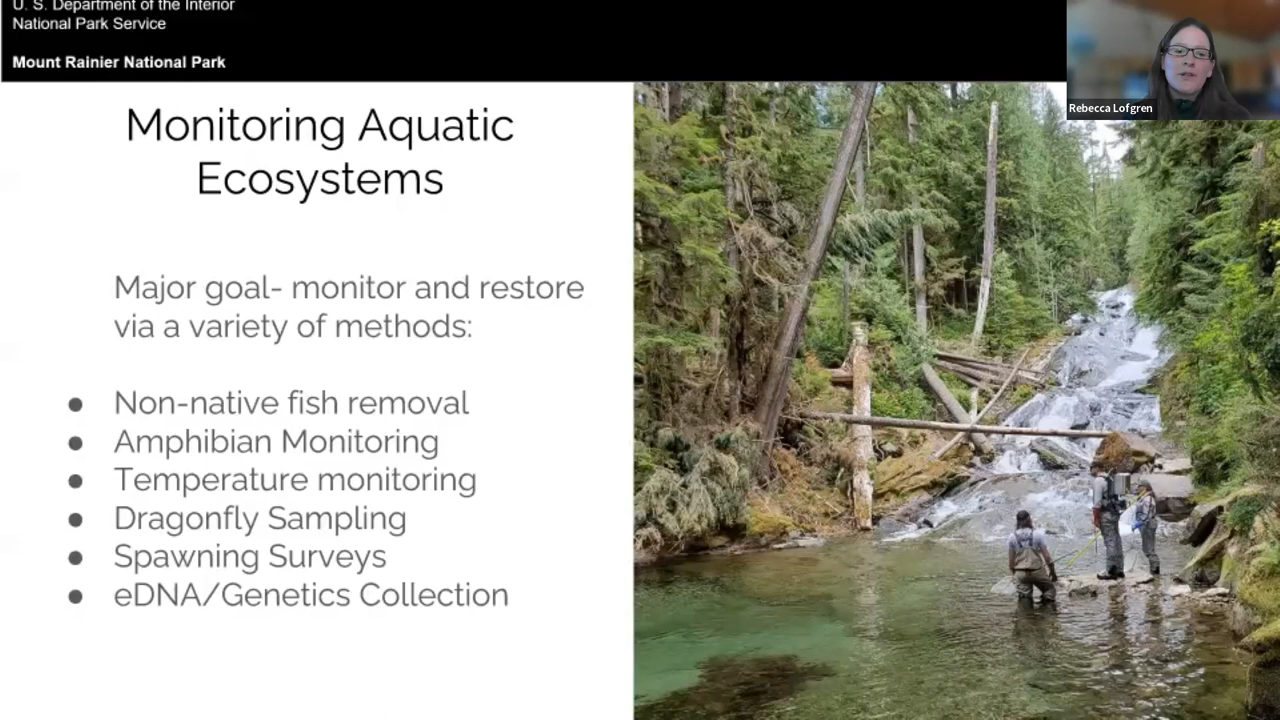 U. S. Department of the Interior
National Park Service
Mount Rainier National Park
Rebecca Lofgren
Monitoring Aquatic
Ecosystems
Major goal- monitor and restore
via a variety of methods:
● Non-native fish removal
● Amphibian Monitoring
● Temperature monitoring
● Dragonfly Sampling
● Spawning Surveys
● eDNA/Genetics Collection